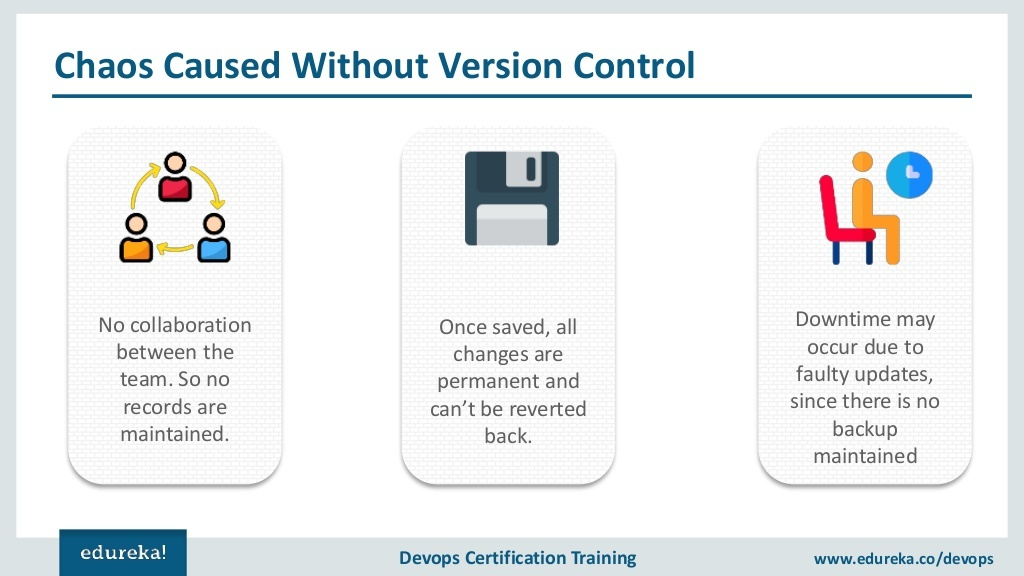 Chaos Caused Without Version Control
No collaboration
between the
team. So no
records are
maintained.
Once saved, all
changes are
permanent and
can’t be reverted
back.
Downtime may
occur due to
faulty updates,
since there is no
backup
maintained
edureka!
Devops Certification Training
www.edureka.co/devops